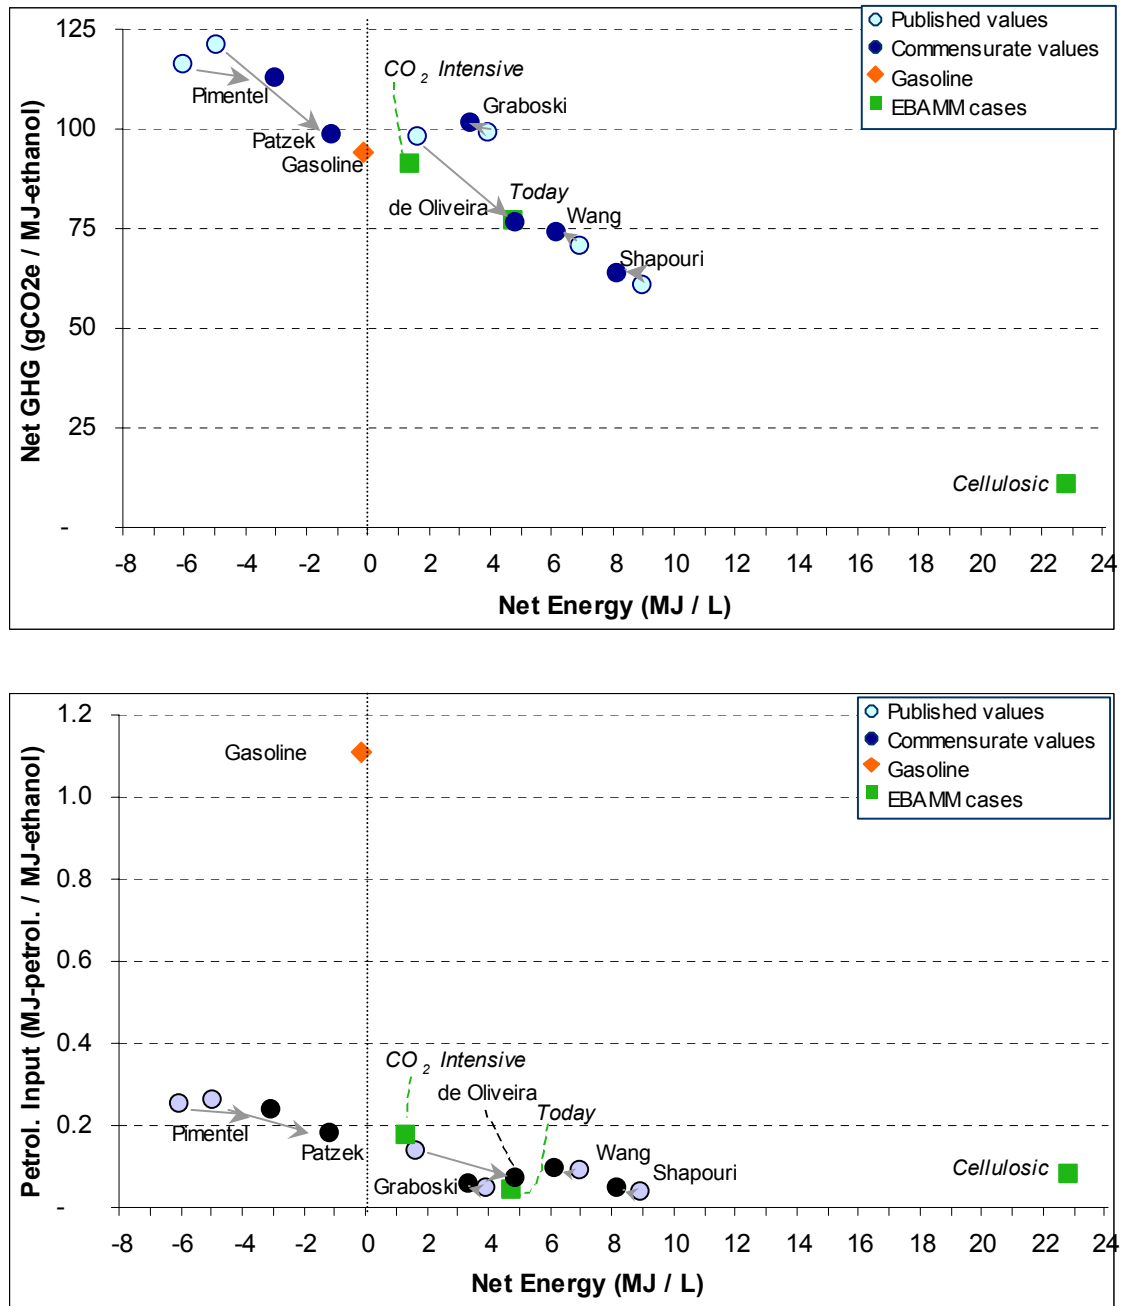 125
100
75
50
25
-
Net GHG (gCO2e / MJ-ethanol)
Published values
Commensurate values
Gasoline
EBAMM cases
CO 2 Intensive
Graboski
Pimentel
Patzek
Gasoline
Today
de Oliveira
Wang
Shapouri
Cellulosic
-8 -6 -4 -2 0 2 4 6 8 10 12 14 16 18 20 22 24
Net Energy (MJ / L)
1.2
1.0
0.8
0.6
0.4
0.2
-
Petrol. Input (MJ-petrol. / MJ-ethanol)
Published values
Commensurate values
Gasoline
EBAMM cases
Gasoline
CO 2 Intensive
de Oliveira
Today
Pimentel
Patzek
Wang
Graboski
Shapouri
Cellulosic
-8 -6 -4 -2 0 2 4 6 8 10 12 14 16 18 20 22 24
Net Energy (MJ / L)